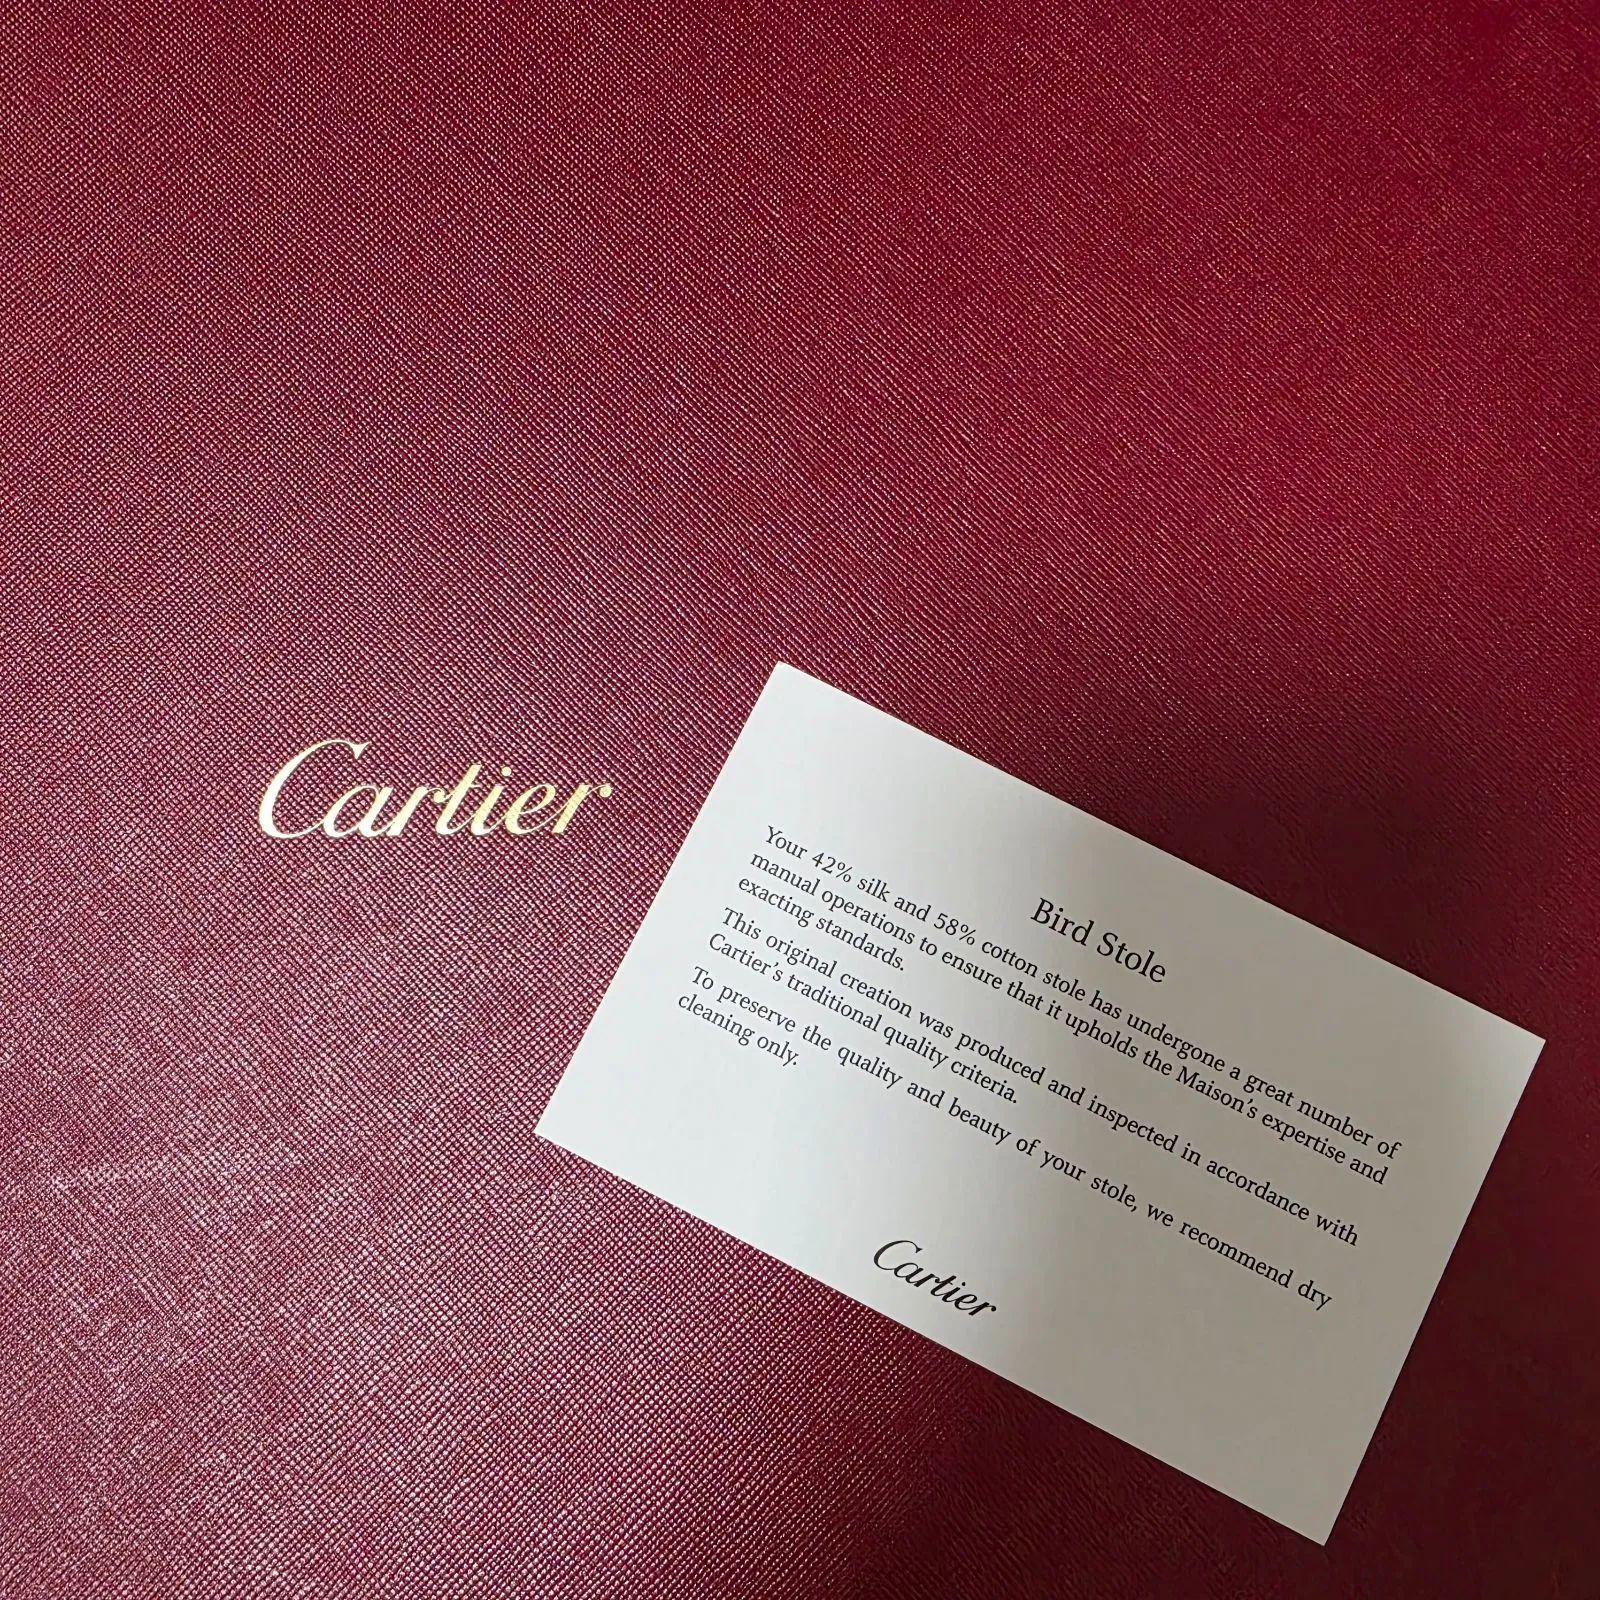 Cartier
Bird Stole
Your 42% silk and 58% cotton stole has undergone a great number of
manual operations to ensure that it upholds the Maison's expertise and
exacting standards.
This original creation was produced and inspected in accordance with
Cartier's traditional quality criteria.
To preserve the quality and beauty of your stole, we recommend dry
cleaning only.
Cartier